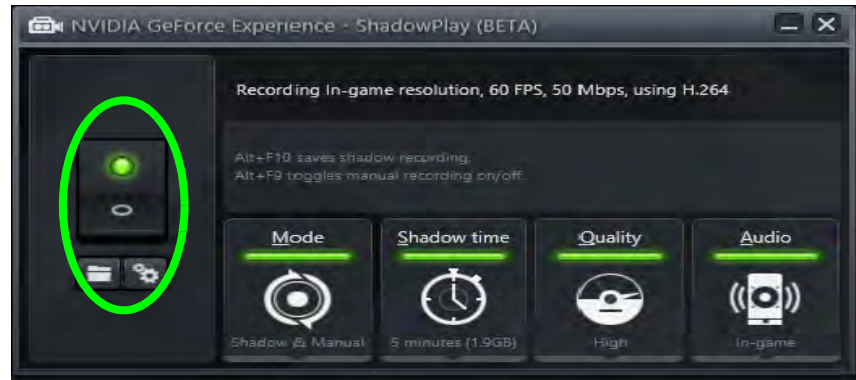 NVIDIA GeForce Experience - ShadowPlay (BETA)
Recording In-game resolution, 60 FPS, 50 Mbps, using H.264
Alt+F10 saves shadow recording.
Alt+F9 toggles manual recording on/off.
Mode Shadow time Quality Audio
Shadow & Manual 5 minutes (1.9GB) High In-game